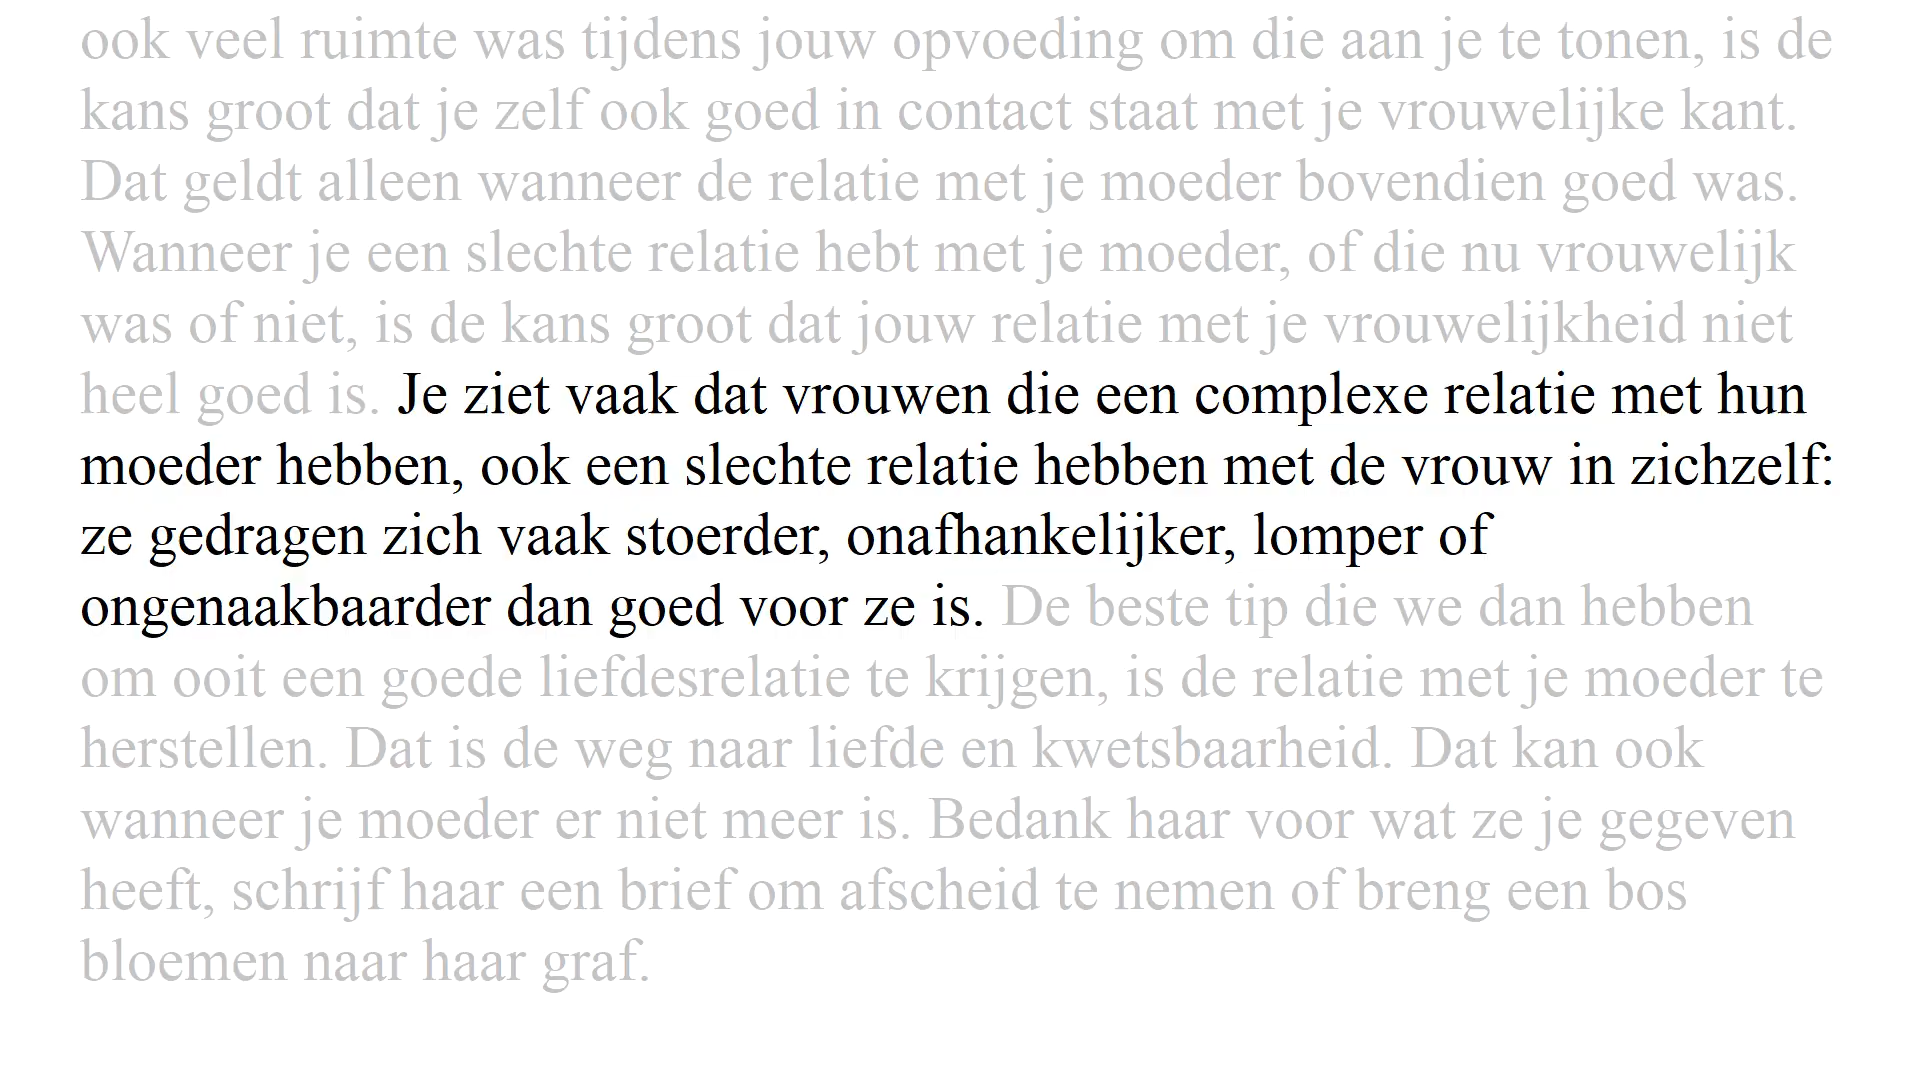 ook veel ruimte was tijdens jouw opvoeding om die aan je te tonen, is de
kans groot dat je zelf ook goed in contact staat met je vrouwelijke kant.
Dat geldt alleen wanneer de relatie met je moeder bovendien goed was.
Wanneer je een slechte relatie hebt met je moeder, of die nu vrouwelijk
was of niet, is de kans groot dat jouw relatie met je vrouwelijkheid niet
heel goed is. Je ziet vaak dat vrouwen die een complexe relatie met hun
moeder hebben, ook een slechte relatie hebben met de vrouw in zichzelf:
ze gedragen zich vaak stoerder, onafhankelijker, lomper of
ongenaakbaarder dan goed voor ze is. De beste tip die we dan hebben
om ooit een goede liefdesrelatie te krijgen, is de relatie met je moeder te
herstellen. Dat is de weg naar liefde en kwetsbaarheid. Dat kan ook
wanneer je moeder er niet meer is. Bedank haar voor wat ze je gegeven
heeft, schrijf haar een brief om afscheid te nemen of breng een bos
bloemen naar haar graf.